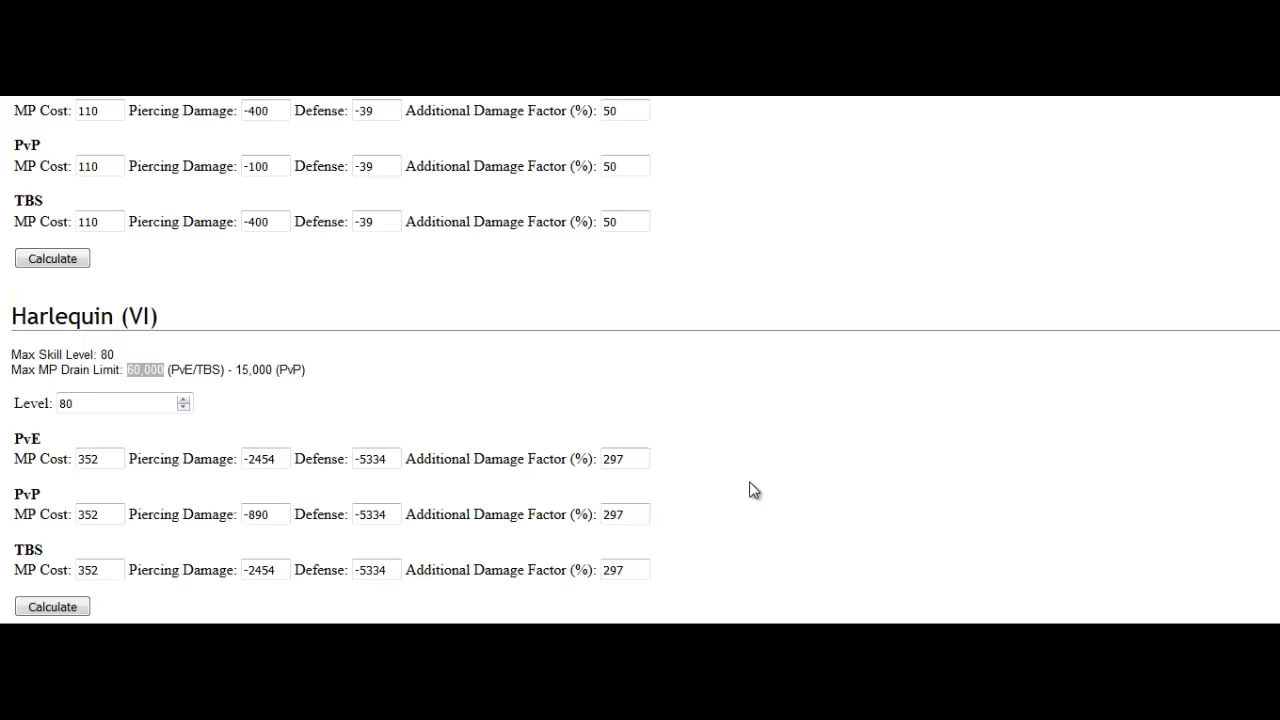 MP Cost: 110 Piercing Damage: -400 Defense: -39 Additional Damage Factor (%): 50
PvP
MP Cost: 110 Piercing Damage: -100 Defense: -39 Additional Damage Factor (%): 50
TBS
MP Cost: 110 Piercing Damage: -400 Defense: -39 Additional Damage Factor (%): 50
Calculate
Harlequin (VI)
Max Skill Level: 80
Max MP Drain Limit: 60,000 (PvE/TBS) - 15,000 (PvP)
Level: 80
PvE
MP Cost: 352 Piercing Damage: -2454 Defense: -5334 Additional Damage Factor (%): 297
PvP
MP Cost: 352 Piercing Damage: -890 Defense: -5334 Additional Damage Factor (%): 297
TBS
MP Cost: 352 Piercing Damage: -2454 Defense: -5334 Additional Damage Factor (%): 297
Calculate